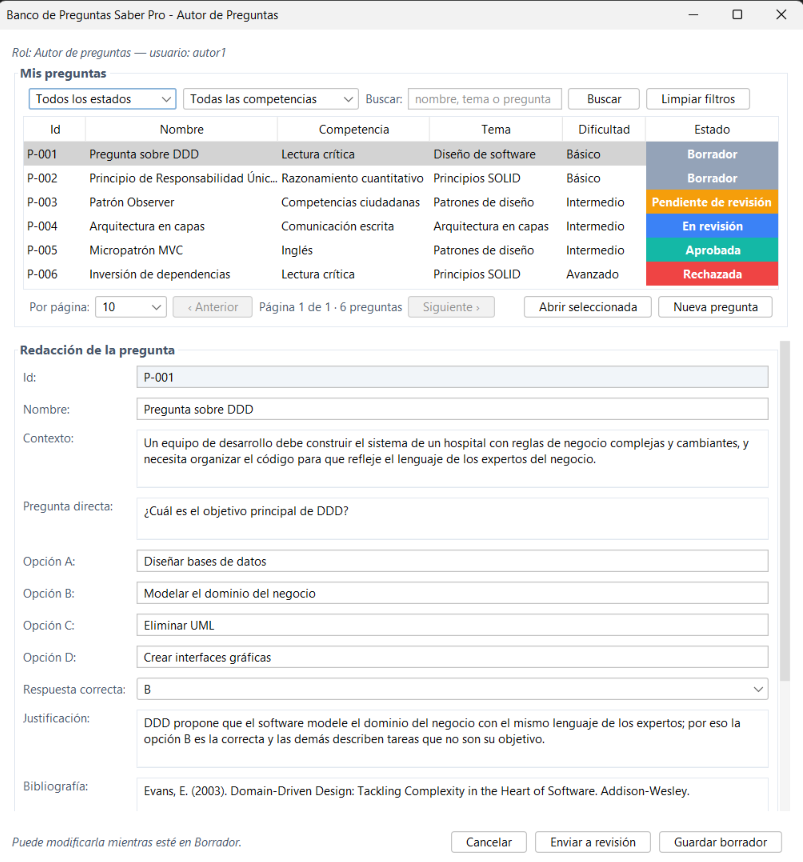 Banco de Preguntas Saber Pro - Autor de Preguntas
Rol: Autor de preguntas — usuario: autor1
Mis preguntas
Todos los estados Todas las competencias Buscar: nombre, tema o pregunta Buscar Limpiar filtros
Id Nombre Competencia Tema Dificultad Estado
P-001 Pregunta sobre DDD Lectura crítica Diseño de software Básico Borrador
P-002 Principio de Responsabilidad Únic... Razonamiento cuantitativo Principios SOLID Básico Borrador
P-003 Patrón Observer Competencias ciudadanas Patrones de diseño Intermedio Pendiente de revisión
P-004 Arquitectura en capas Comunicación escrita Arquitectura en capas Intermedio En revisión
P-005 Micropatrón MVC Inglés Patrones de diseño Intermedio Aprobada
P-006 Inversión de dependencias Lectura crítica Principios SOLID Avanzado Rechazada
Por página: 10 ‹ Anterior Página 1 de 1 · 6 preguntas Siguiente › Abrir seleccionada Nueva pregunta
Redacción de la pregunta
Id: P-001
Nombre: Pregunta sobre DDD
Contexto: Un equipo de desarrollo debe construir el sistema de un hospital con reglas de negocio complejas y cambiantes, y
necesita organizar el código para que refleje el lenguaje de los expertos del negocio.
Pregunta directa: ¿Cuál es el objetivo principal de DDD?
Opción A: Diseñar bases de datos
Opción B: Modelar el dominio del negocio
Opción C: Eliminar UML
Opción D: Crear interfaces gráficas
Respuesta correcta: B
Justificación: DDD propone que el software modele el dominio del negocio con el mismo lenguaje de los expertos; por eso la
opción B es la correcta y las demás describen tareas que no son su objetivo.
Bibliografía: Evans, E. (2003). Domain-Driven Design: Tackling Complexity in the Heart of Software. Addison-Wesley.
Puede modificarla mientras esté en Borrador. Cancelar Enviar a revisión Guardar borrador